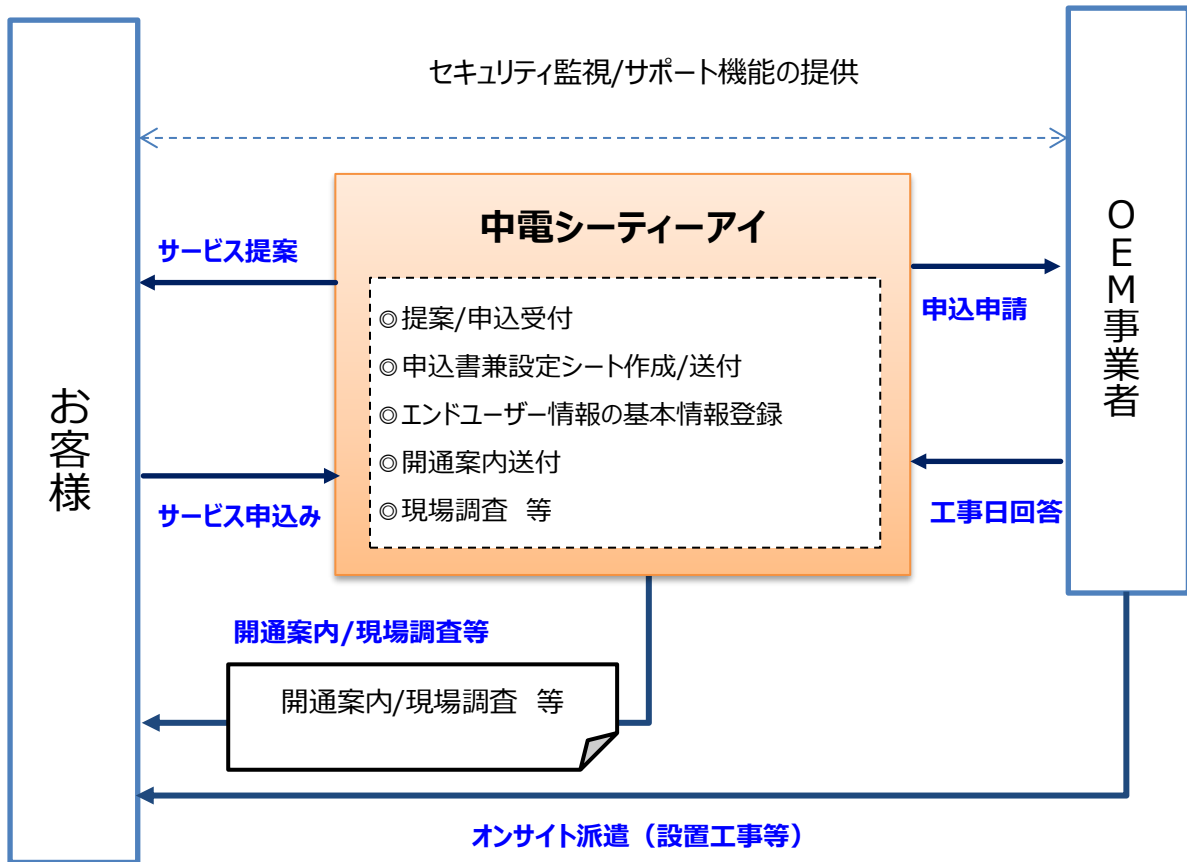 セキュリティ監視/サポート機能の提供
お客様
中電シーティーアイ
OEM事業者
サービス提案
申込申請
◎提案/申込受付
◎申込書兼設定シート作成/送付
◎エンドユーザー情報の基本情報登録
◎開通案内送付
◎現場調査　等
サービス申込み
工事日回答
開通案内/現場調査等
開通案内/現場調査　等
オンサイト派遣（設置工事等）